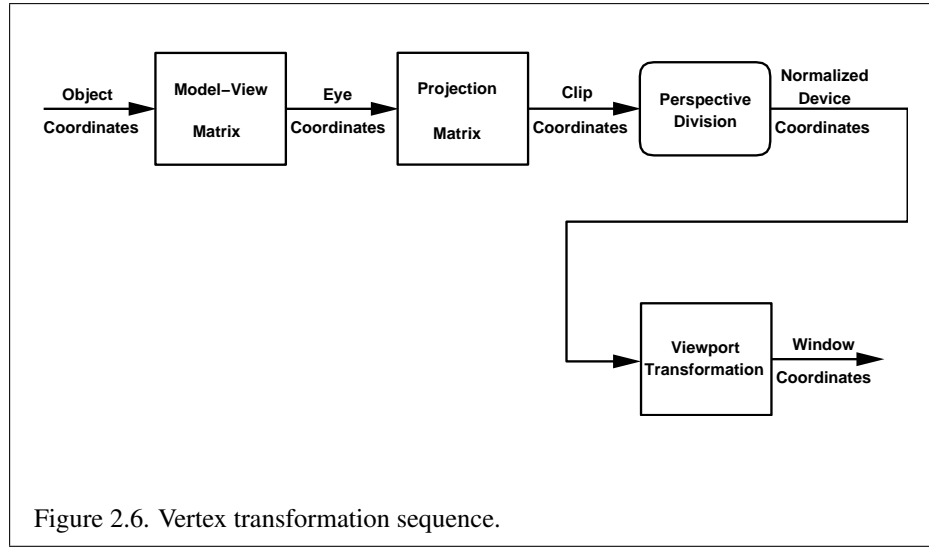 Object
Coordinates
Model–View
Matrix
Eye
Coordinates
Projection
Matrix
Clip
Coordinates
Perspective
Division
Normalized
Device
Coordinates
Viewport
Transformation
Window
Coordinates
Figure 2.6. Vertex transformation sequence.